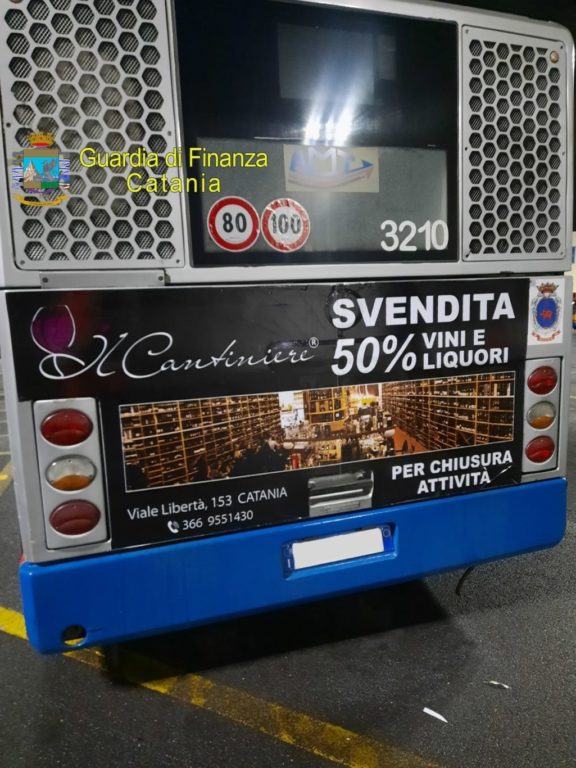 Guardia di Finanza
Catania
AMT
80
100
3210
Il Cantiniere®
SVENDITA
50% VINI E
LIQUORI
PER CHIUSURA
ATTIVITÀ
Viale Libertà, 153 CATANIA
366 9551430